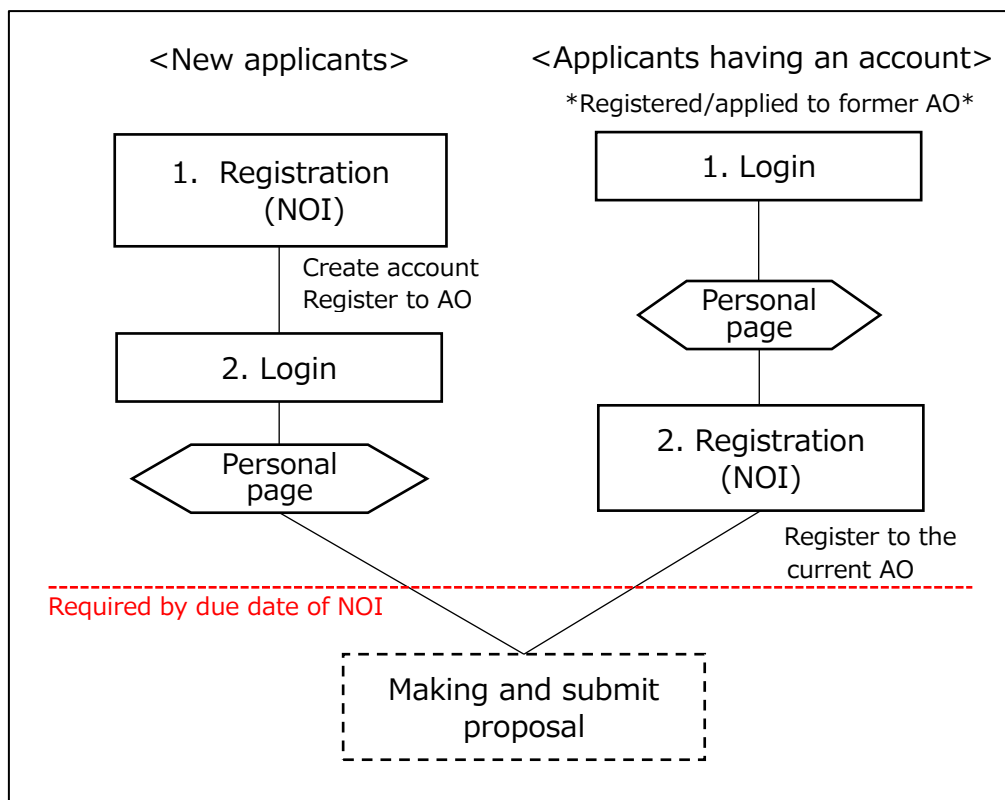 <New applicants>
1. Registration
(NOI)
Create account
Register to AO
2. Login
Personal
page
<Applicants having an account>
*Registered/applied to former AO*
1. Login
Personal
page
2. Registration
(NOI)
Register to the
current AO
Required by due date of NOI
Making and submit
proposal